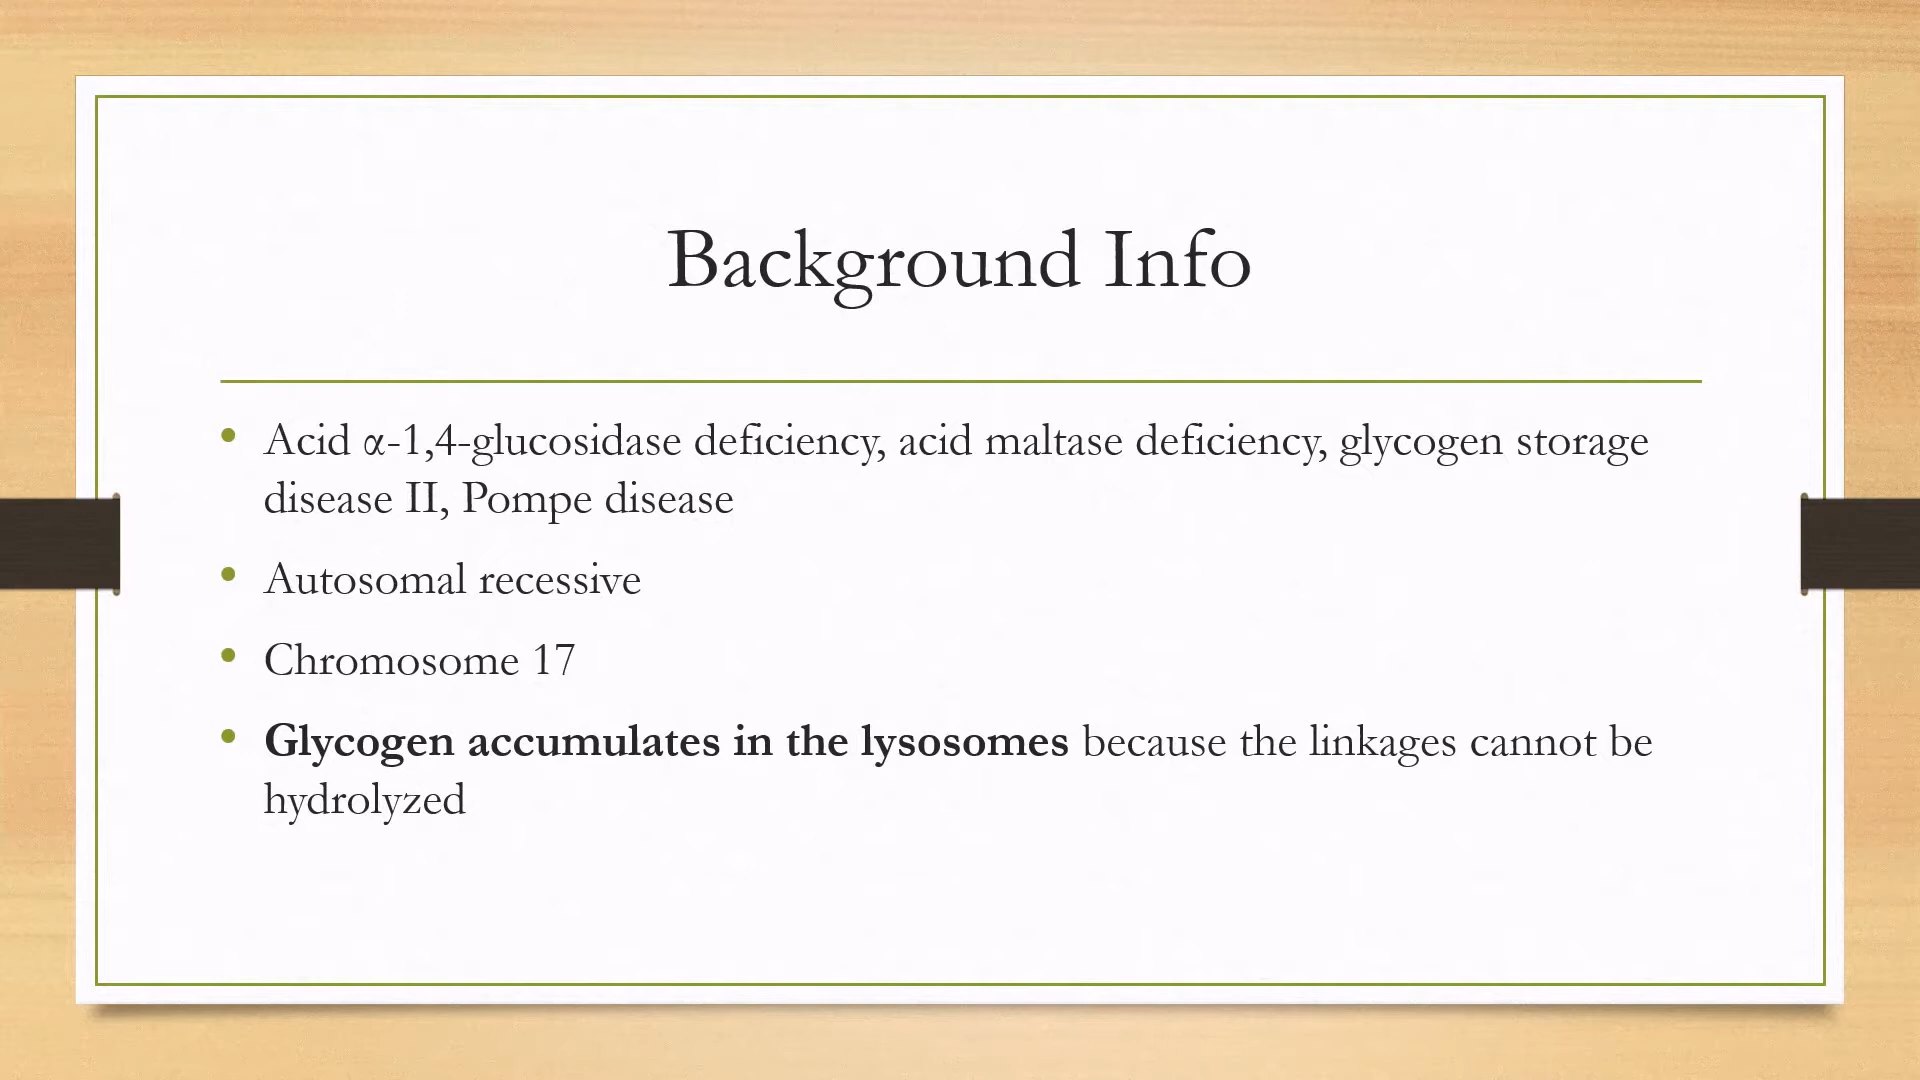 Background Info
• Acid α-1,4-glucosidase deficiency, acid maltase deficiency, glycogen storage
disease II, Pompe disease
• Autosomal recessive
• Chromosome 17
• Glycogen accumulates in the lysosomes because the linkages cannot be
hydrolyzed